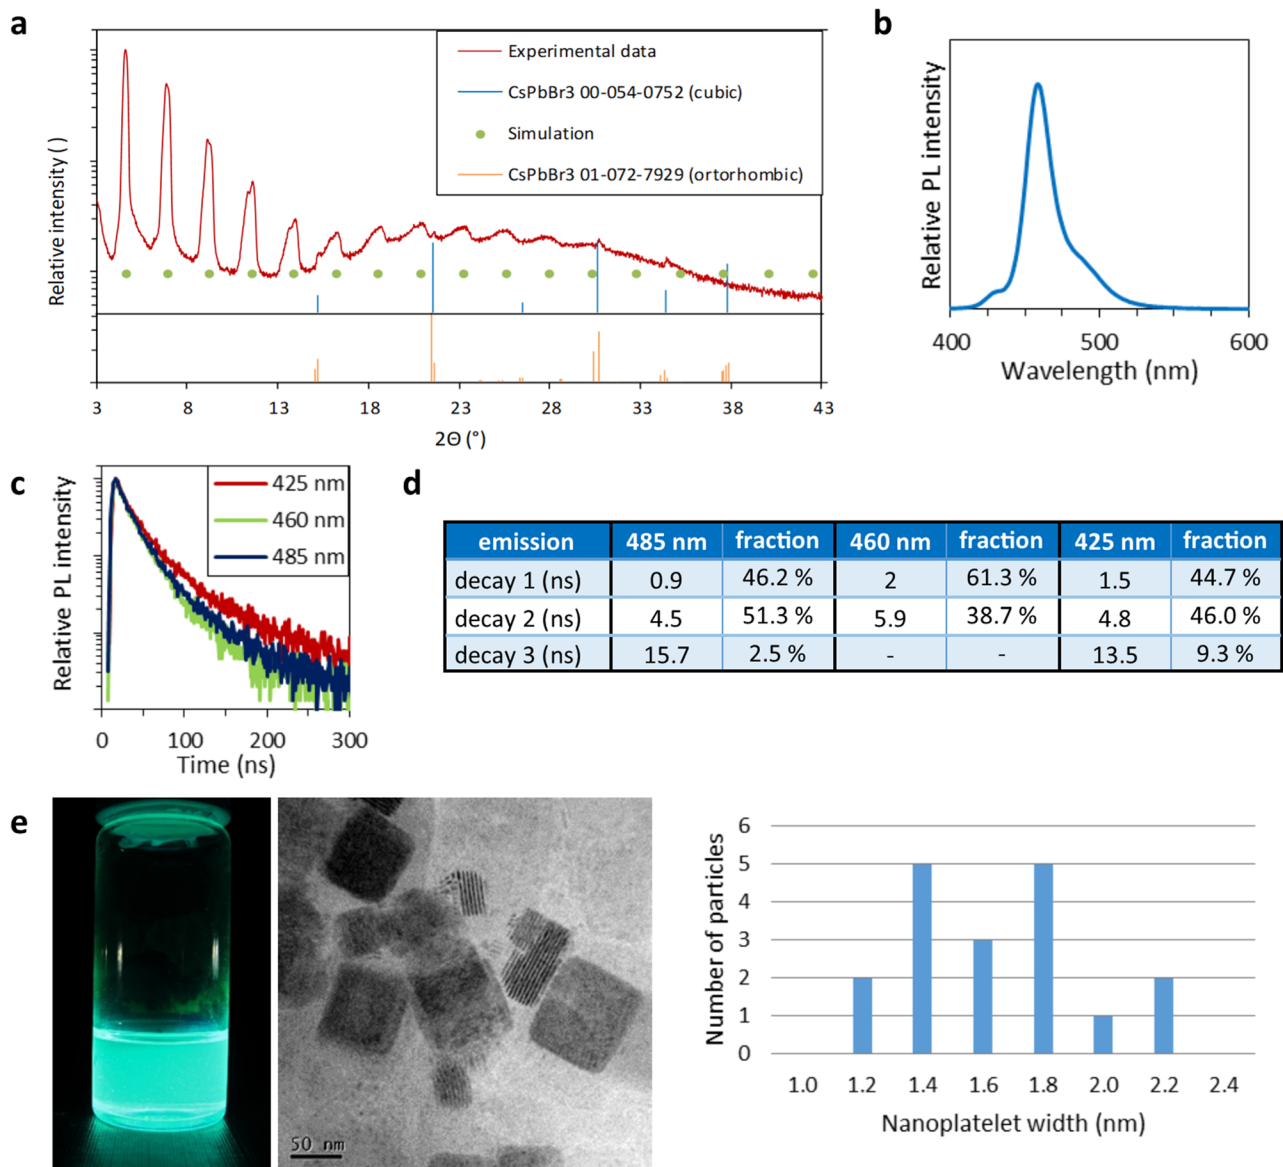 a
Relative intensity ( )
Experimental data
CsPbBr3 00-054-0752 (cubic)
Simulation
CsPbBr3 01-072-7929 (ortorhombic)
3 8 13 18 23 28 33 38 43
2Θ (°)
b
Relative PL intensity
400 500 600
Wavelength (nm)
c
Relative PL intensity
425 nm
460 nm
485 nm
0 100 200 300
Time (ns)
d
emission 485 nm fraction 460 nm fraction 425 nm fraction
decay 1 (ns) 0.9 46.2 % 2 61.3 % 1.5 44.7 %
decay 2 (ns) 4.5 51.3 % 5.9 38.7 % 4.8 46.0 %
decay 3 (ns) 15.7 2.5 % - - 13.5 9.3 %
e
50 nm
Number of particles
6
5
4
3
2
1
0
1.0 1.2 1.4 1.6 1.8 2.0 2.2 2.4
Nanoplatelet width (nm)